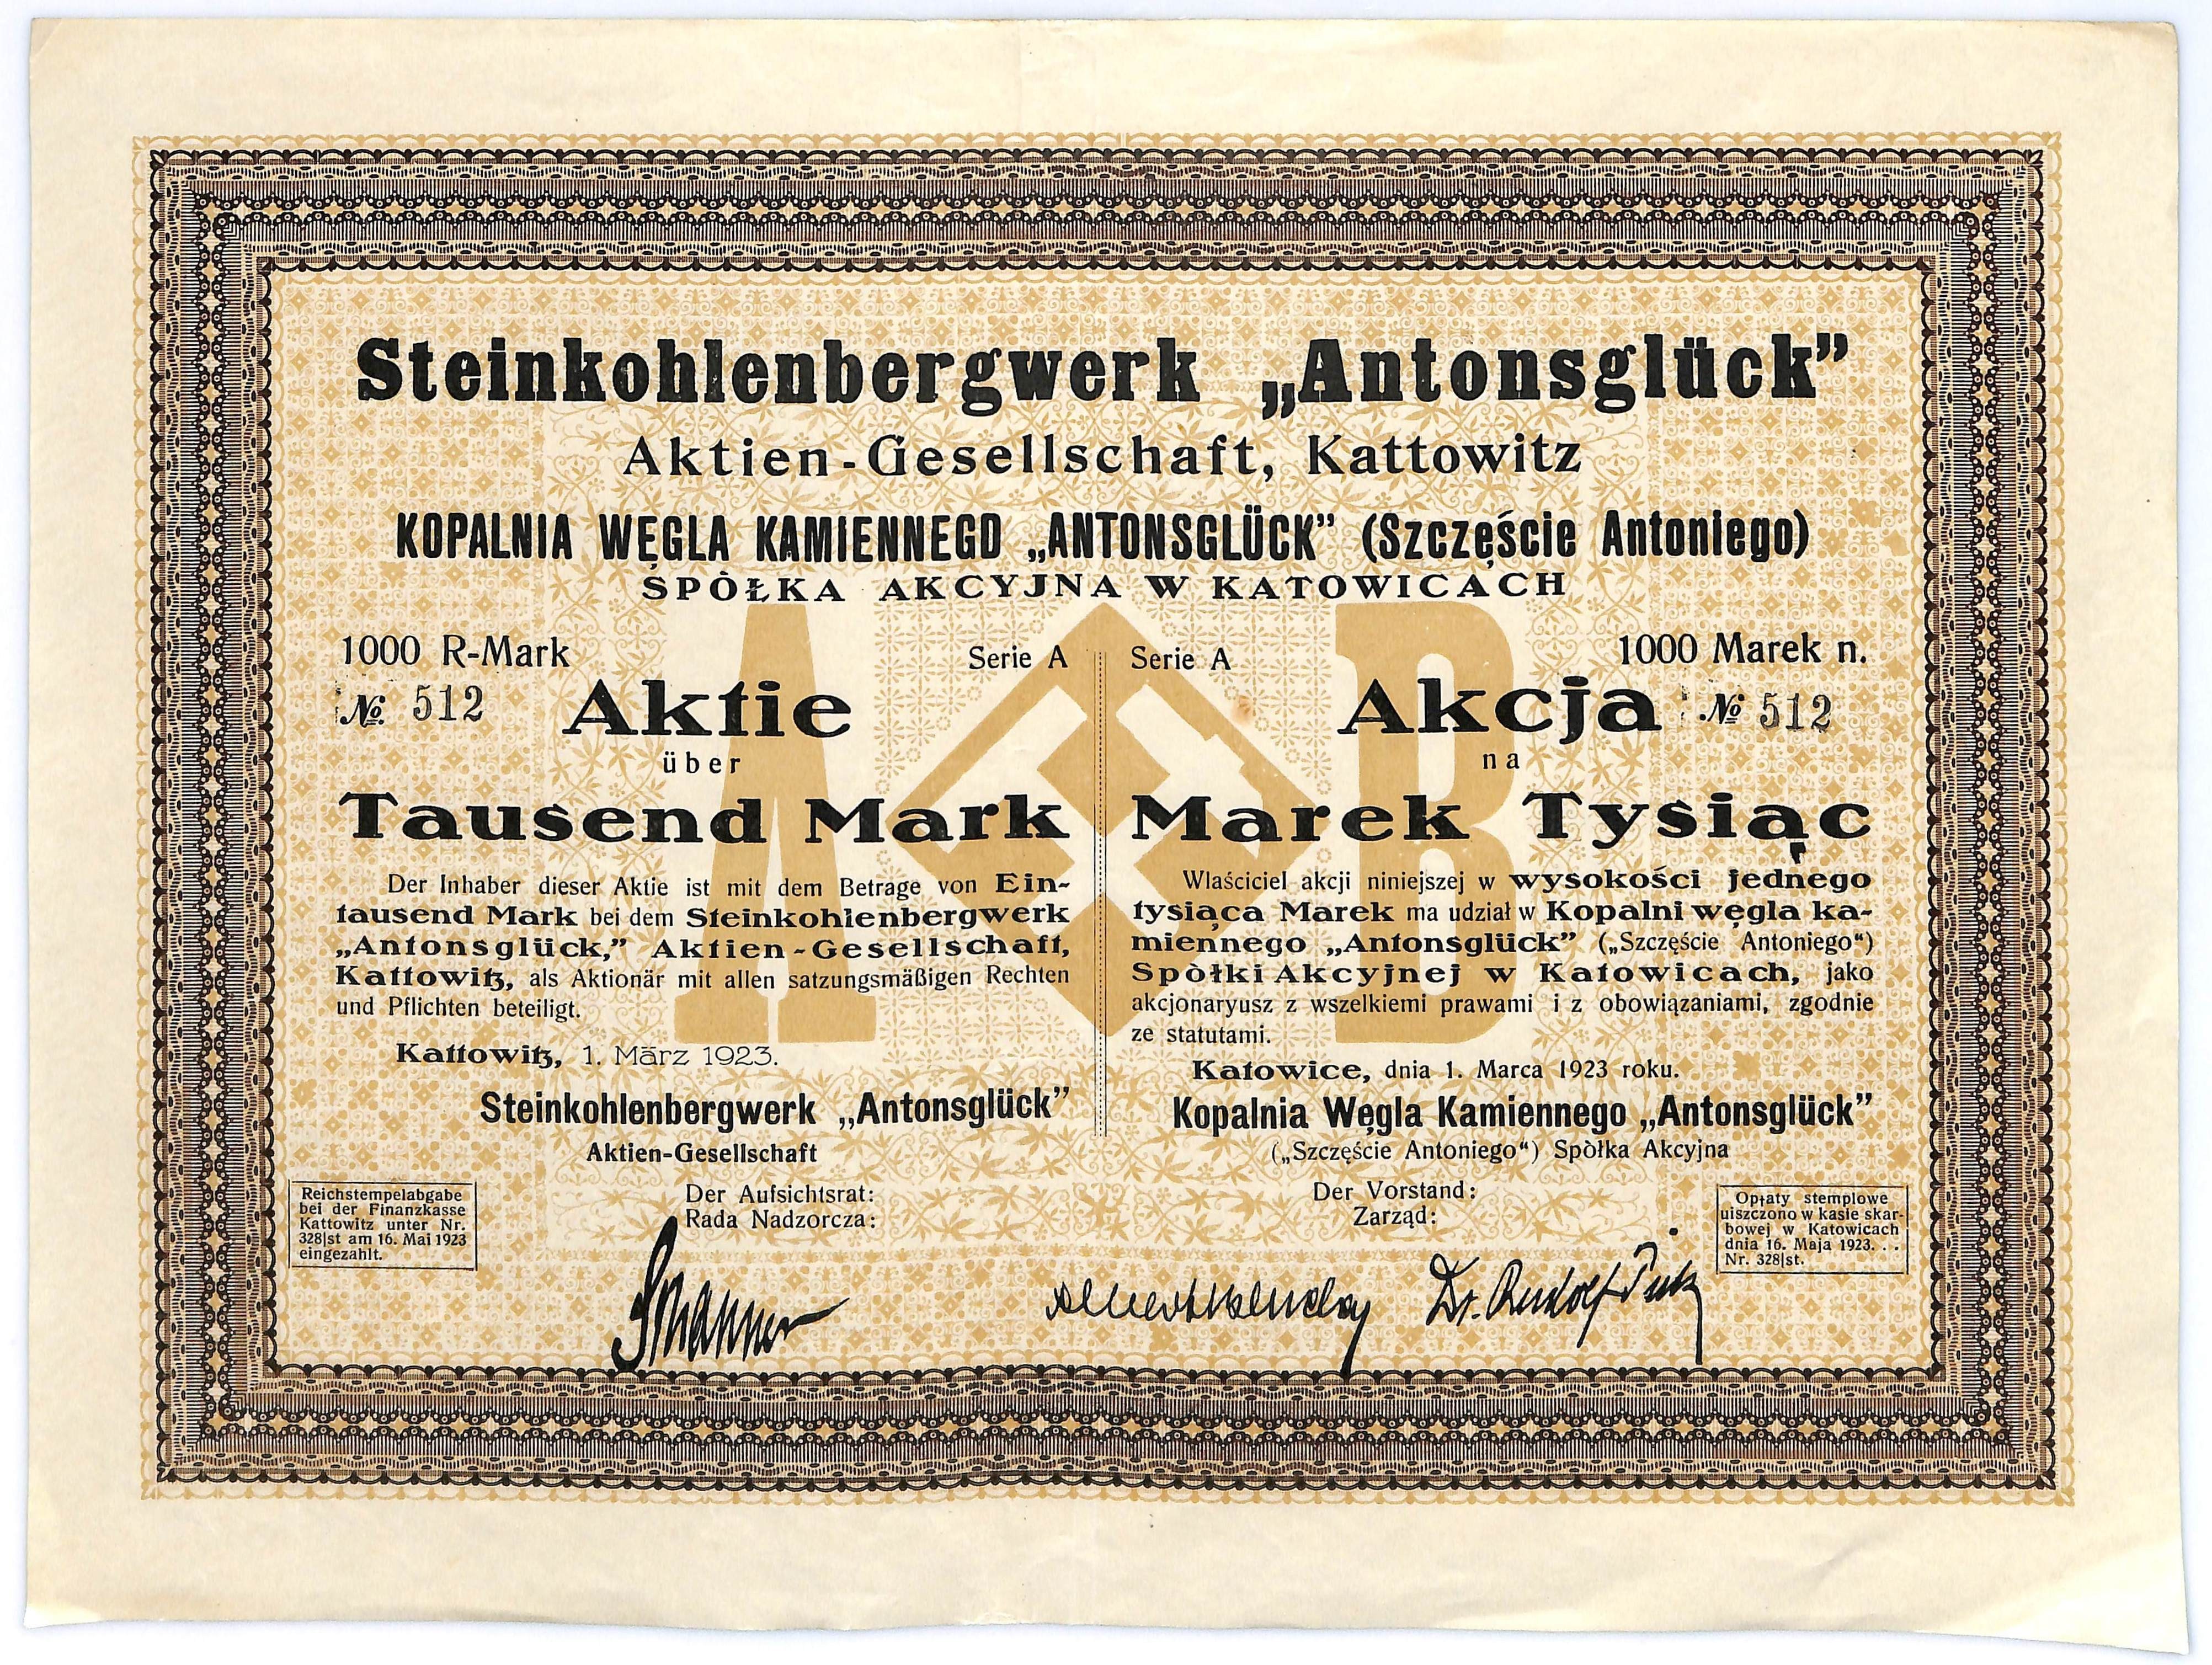 Steinkohlenbergwerk „Antonsglück”
Aktien-Gesellschaft, Kattowitz
KOPALNIA WĘGLA KAMIENNEGO „ANTONSGLÜCK” (Szczęście Antoniego)
SPÒŁKA AKCYJNA W KATOWICACH
1000 R-Mark
Serie A
№ 512
Aktie
über
Tausend Mark
Der Inhaber dieser Aktie ist mit dem Betrage von Ein-
tausend Mark bei dem Steinkohlenbergwerk
„Antonsglück,” Aktien-Gesellschaft,
Kattowitz, als Aktionär mit allen satzungsmäßigen Rechten
und Pflichten beteiligt.
Kattowitz, 1. März 1923.
Steinkohlenbergwerk „Antonsglück”
Aktien-Gesellschaft
Serie A
1000 Marek n.
Akcja
№ 512
na
Marek Tysiąc
Właściciel akcji niniejszej w wysokości jednego
tysiąca Marek ma udział w Kopalni węgla ka-
miennego „Antonsglück” („Szczęście Antoniego“)
Spòłki Akcyjnej w Katowicach, jako
akcjonaryusz z wszelkiemi prawami i z obowiązaniami, zgodnie
ze statutami.
Katowice, dnia 1. Marca 1923 roku.
Kopalnia Węgla Kamiennego „Antonsglück”
(„Szczęście Antoniego“) Spòłka Akcyjna
Reichstempelabgabe
bei der Finanzkasse
Kattowitz unter Nr.
328|st am 16. Mai 1923
eingezahlt.
Der Aufsichtsrat:
Rada Nadzorcza:
Der Vorstand:
Zarząd:
Dr. Rudolf
Opłaty stemplowe
uiszczono w kasie skar-
bowej w Katowicach
dnia 16. Maja 1923. . .
Nr. 328|st.
A B